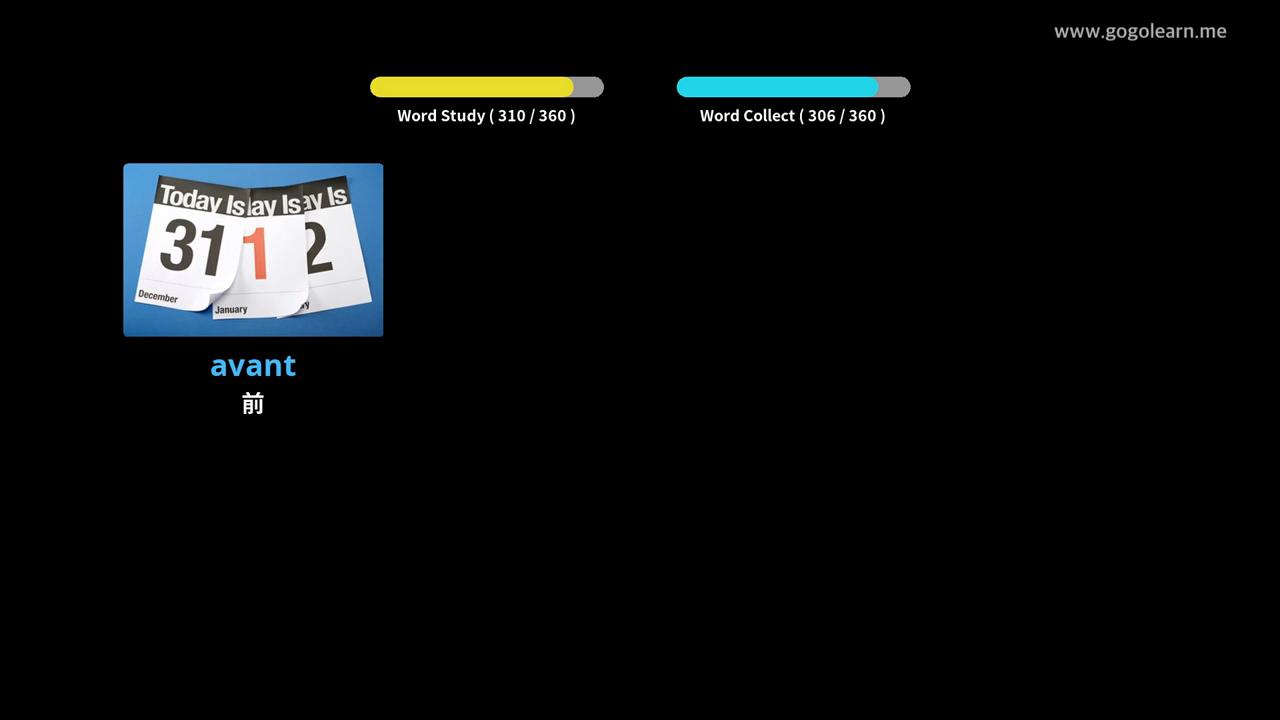 www.gogolearn.me
Word Study ( 310 / 360 )
Word Collect ( 306 / 360 )
Today Is
ay Is
ay Is
31
1
2
December
January
ry
avant
前